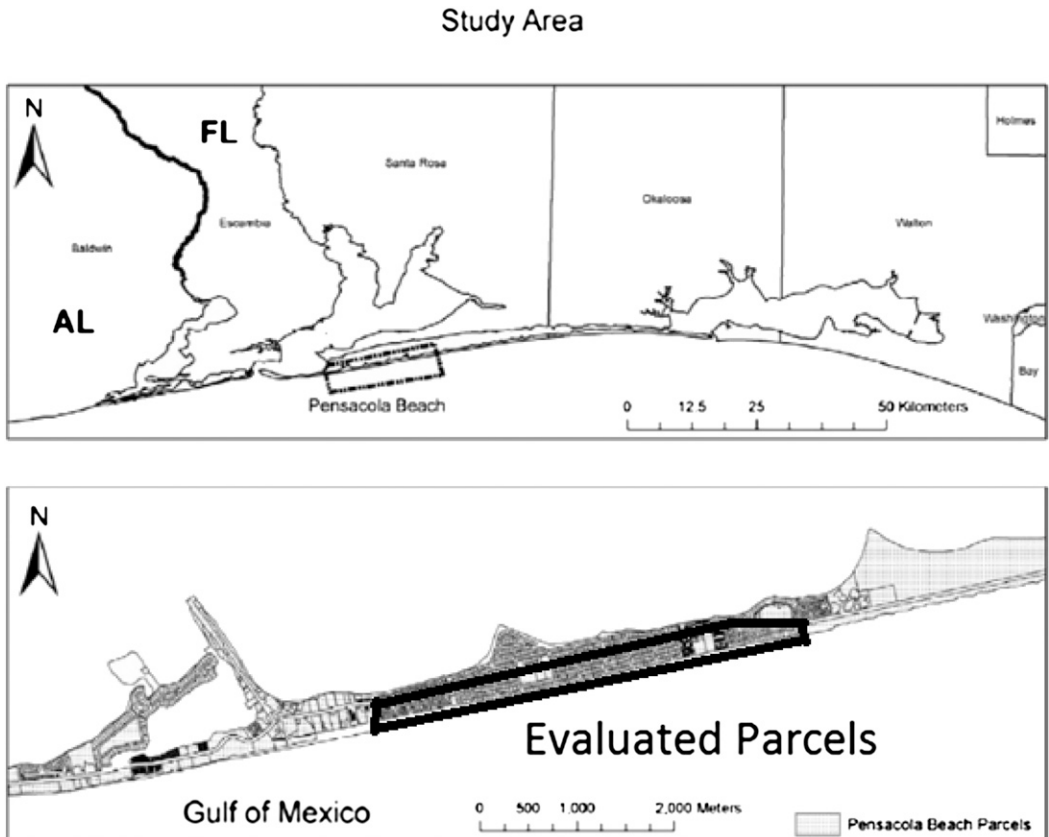 Study Area
N
FL
Holmes
Santa Rosa
Okaloosa
Escambia
Walton
Baldwin
AL
Washington
Bay
Pensacola Beach
0 12.5 25 50 Kilometers
N
Evaluated Parcels
Gulf of Mexico
0 500 1,000 2,000 Meters
Pensacola Beach Parcels